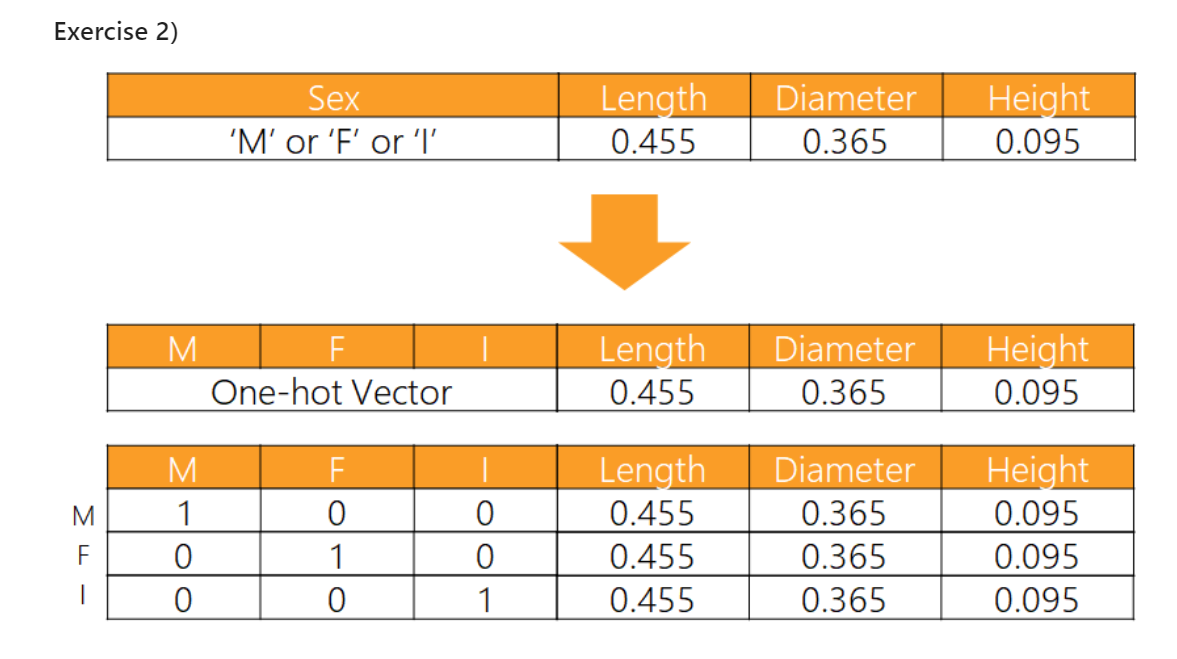 Exercise 2)
Sex Length Diameter Height
‘M’ or ‘F’ or ‘I’ 0.455 0.365 0.095
M F I Length Diameter Height
One-hot Vector 0.455 0.365 0.095
M F I Length Diameter Height
M 1 0 0 0.455 0.365 0.095
F 0 1 0 0.455 0.365 0.095
I 0 0 1 0.455 0.365 0.095